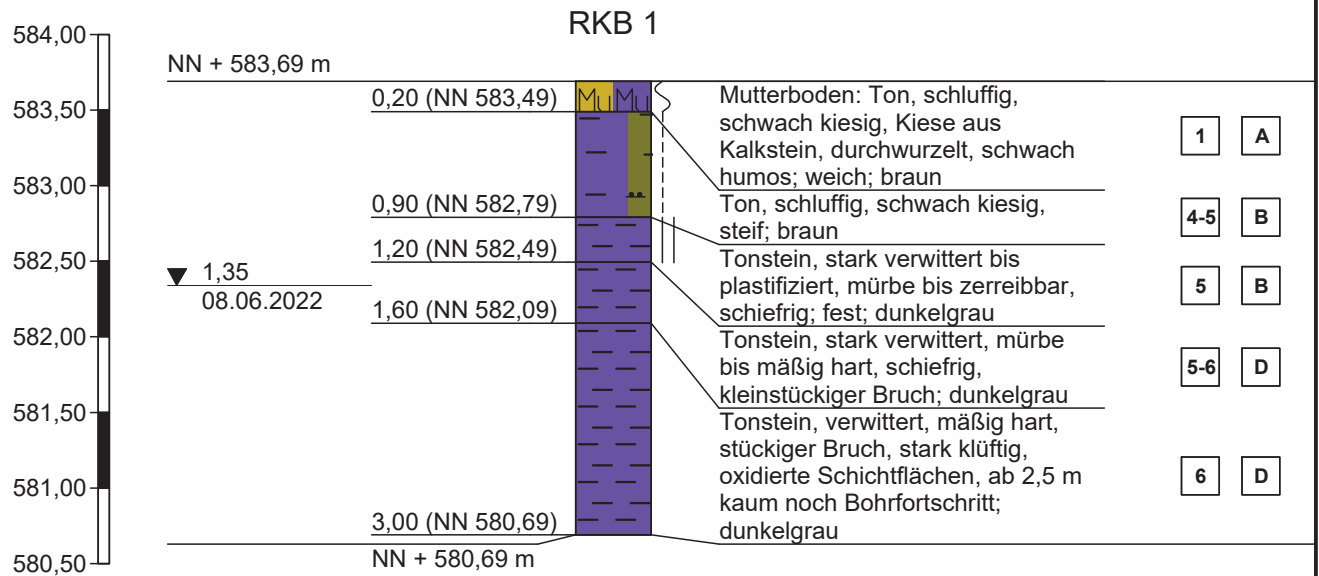 RKB 1
584,00
583,50
583,00
582,50
582,00
581,50
581,00
580,50
NN + 583,69 m
0,20 (NN 583,49)
0,90 (NN 582,79)
1,20 (NN 582,49)
1,35
08.06.2022
1,60 (NN 582,09)
3,00 (NN 580,69)
NN + 580,69 m
Mu Mu
Mutterboden: Ton, schluffig,
schwach kiesig, Kiese aus
Kalkstein, durchwurzelt, schwach
humos; weich; braun
1 A
Ton, schluffig, schwach kiesig,
steif; braun
4-5 B
Tonstein, stark verwittert bis
plastifiziert, mürbe bis zerreibbar,
schiefrig; fest; dunkelgrau
5 B
Tonstein, stark verwittert, mürbe
bis mäßig hart, schiefrig,
kleinstückiger Bruch; dunkelgrau
5-6 D
Tonstein, verwittert, mäßig hart,
stückiger Bruch, stark klüftig,
oxidierte Schichtflächen, ab 2,5 m
kaum noch Bohrfortschritt;
dunkelgrau
6 D